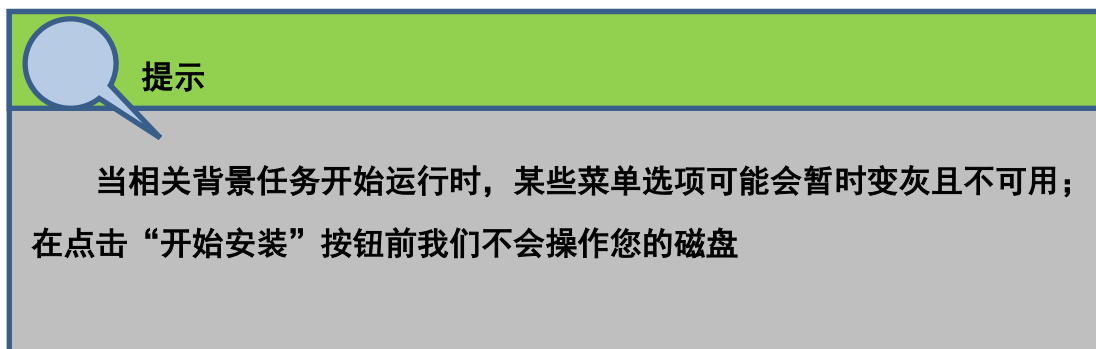 提示
当相关背景任务开始运行时，某些菜单选项可能会暂时变灰且不可用；
在点击“开始安装”按钮前我们不会操作您的磁盘